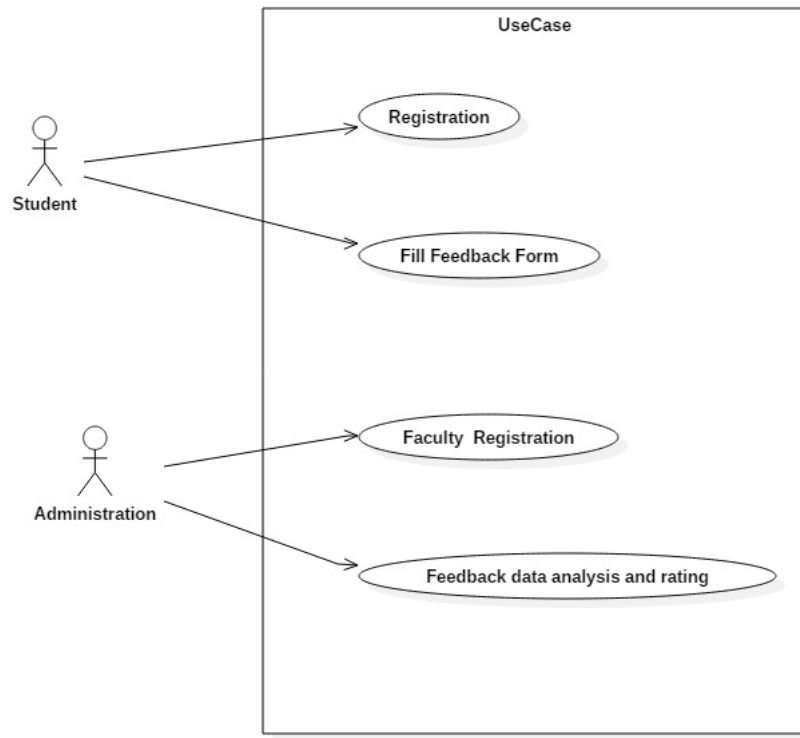 UseCase
Registration
Student
Fill Feedback Form
Faculty  Registration
Administration
Feedback data analysis and rating